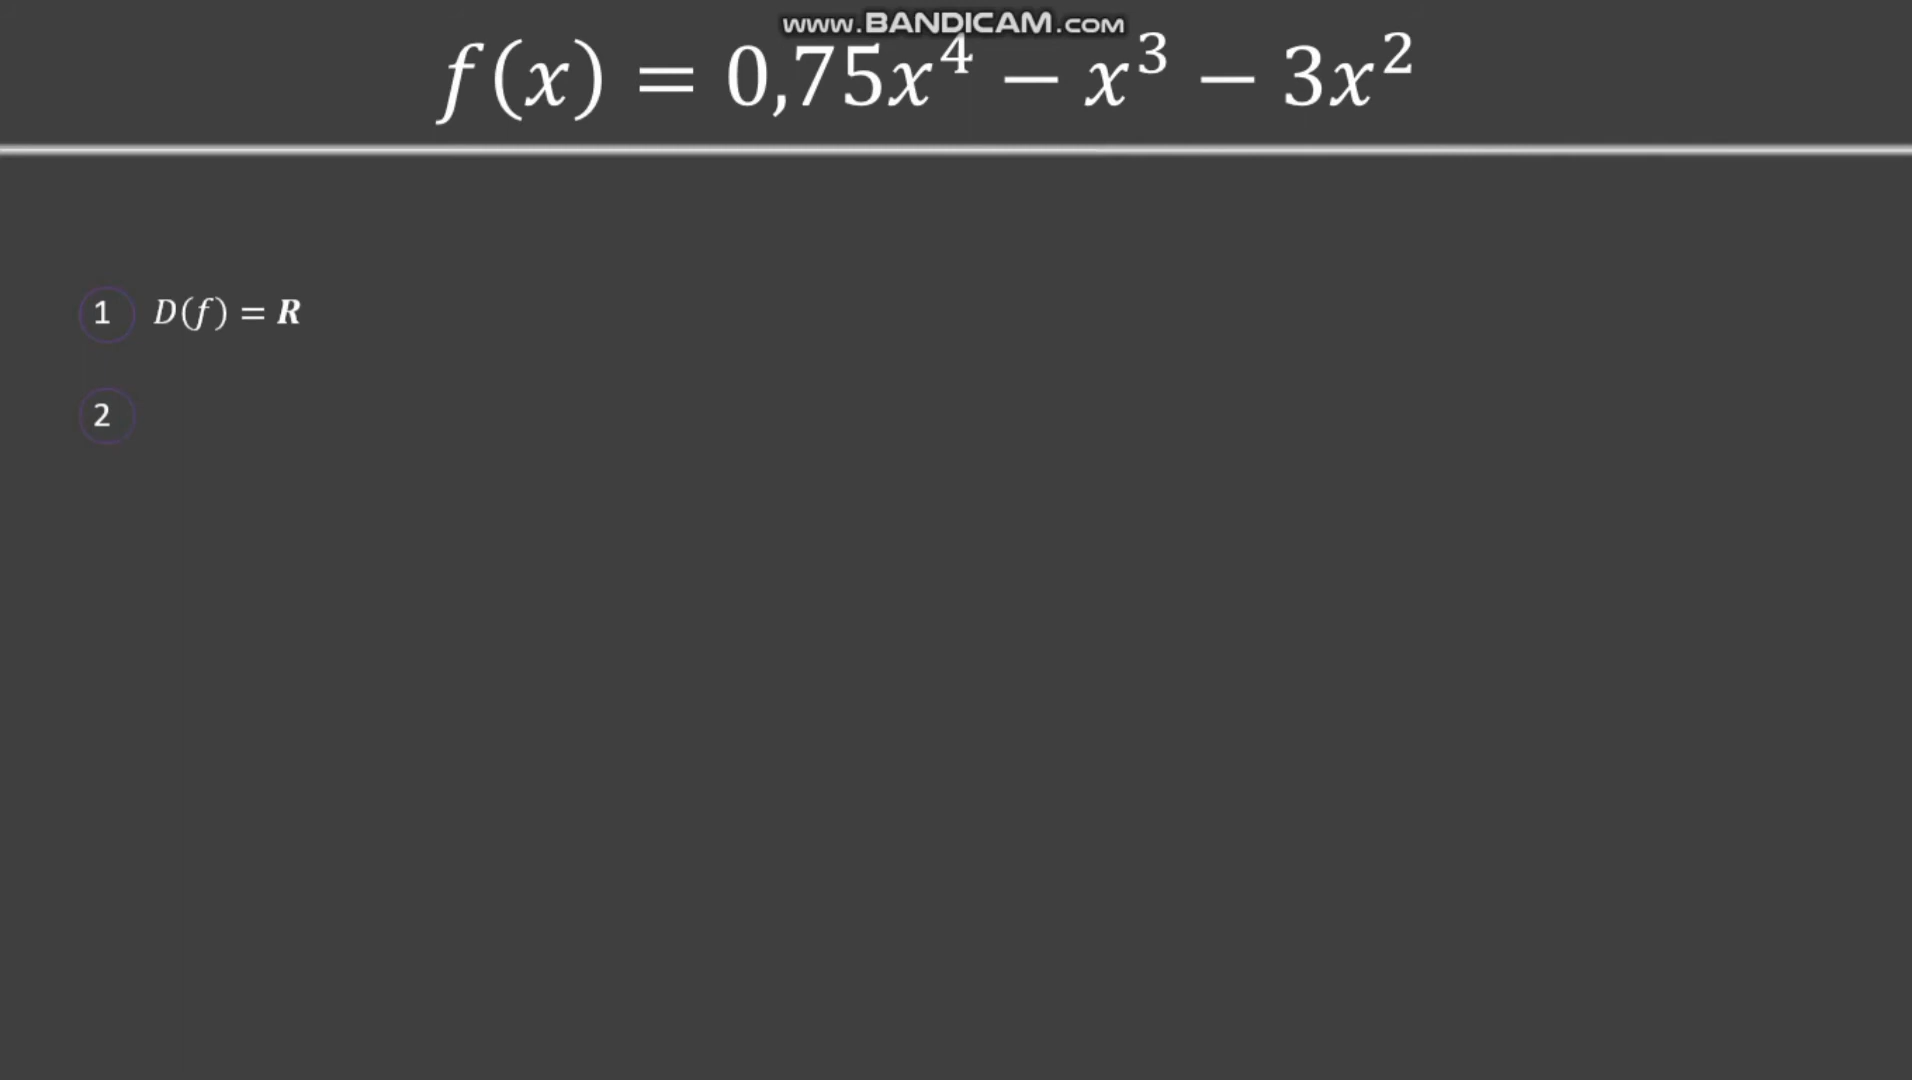 www.BANDICAM.com
f(x) = 0,75x⁴ − x³ − 3x²
1 D(f) = R
2